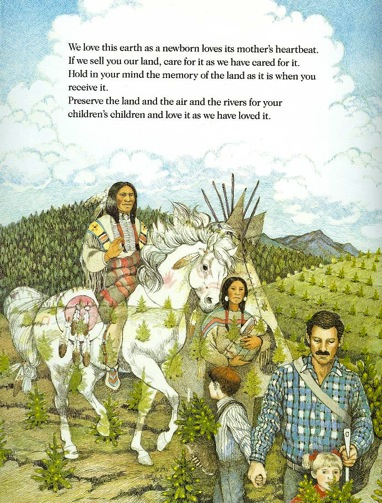 We love this earth as a newborn loves its mother's heartbeat.
If we sell you our land, care for it as we have cared for it.
Hold in your mind the memory of the land as it is when you
receive it.
Preserve the land and the air and the rivers for your
children's children and love it as we have loved it.